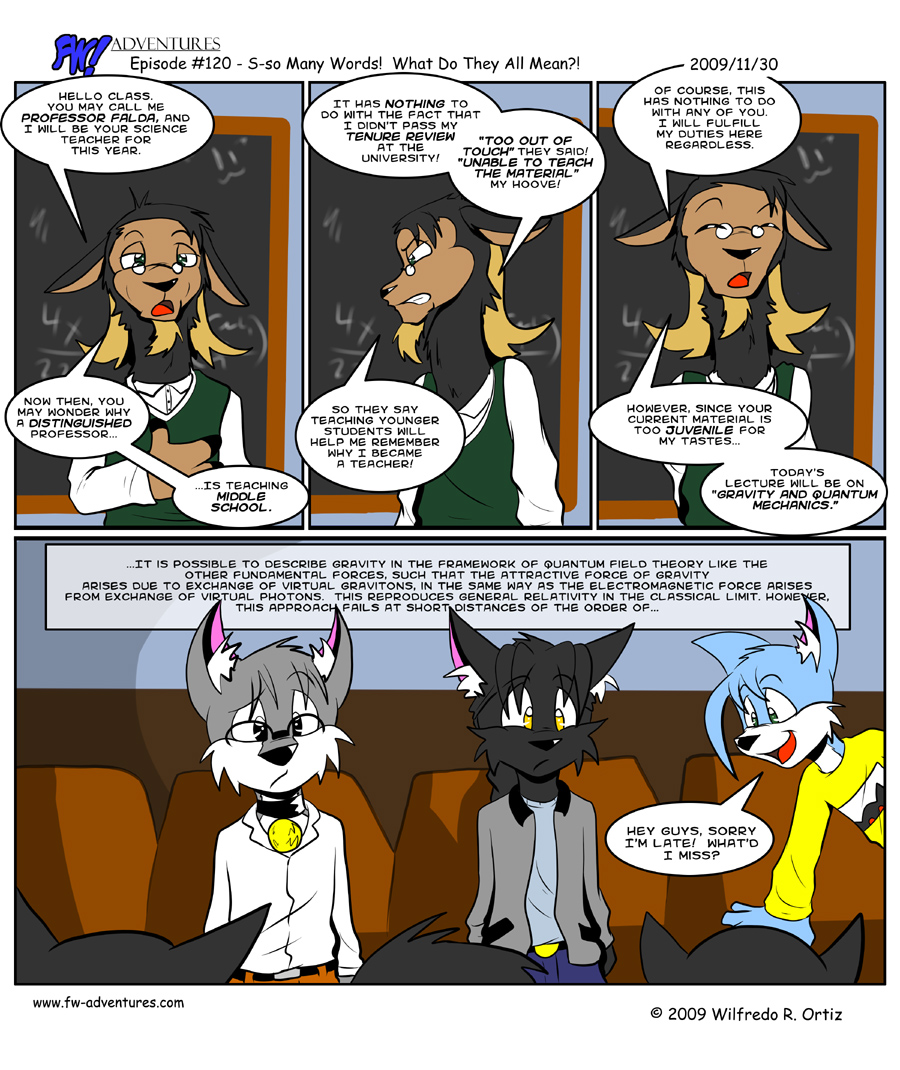 FW! ADVENTURES
Episode #120 - S-so Many Words! What Do They All Mean?!
2009/11/30
HELLO CLASS.
YOU MAY CALL ME
PROFESSOR FALDA, AND
I WILL BE YOUR SCIENCE
TEACHER FOR
THIS YEAR.
NOW THEN, YOU
MAY WONDER WHY
A DISTINGUISHED
PROFESSOR...
...IS TEACHING
MIDDLE
SCHOOL.
IT HAS NOTHING TO
DO WITH THE FACT THAT
I DIDN'T PASS MY
TENURE REVIEW
AT THE
UNIVERSITY!
"TOO OUT OF
TOUCH" THEY SAID!
"UNABLE TO TEACH
THE MATERIAL"
MY HOOVE!
SO THEY SAY
TEACHING YOUNGER
STUDENTS WILL
HELP ME REMEMBER
WHY I BECAME
A TEACHER!
OF COURSE, THIS
HAS NOTHING TO DO
WITH ANY OF YOU.
I WILL FULFILL
MY DUTIES HERE
REGARDLESS.
HOWEVER, SINCE YOUR
CURRENT MATERIAL IS
TOO JUVENILE FOR
MY TASTES...
TODAY'S
LECTURE WILL BE ON
"GRAVITY AND QUANTUM
MECHANICS."
...IT IS POSSIBLE TO DESCRIBE GRAVITY IN THE FRAMEWORK OF QUANTUM FIELD THEORY LIKE THE
OTHER FUNDAMENTAL FORCES, SUCH THAT THE ATTRACTIVE FORCE OF GRAVITY
ARISES DUE TO EXCHANGE OF VIRTUAL GRAVITONS, IN THE SAME WAY AS THE ELECTROMAGNETIC FORCE ARISES
FROM EXCHANGE OF VIRTUAL PHOTONS. THIS REPRODUCES GENERAL RELATIVITY IN THE CLASSICAL LIMIT. HOWEVER,
THIS APPROACH FAILS AT SHORT DISTANCES OF THE ORDER OF...
HEY GUYS, SORRY
I'M LATE! WHAT'D
I MISS?
www.fw-adventures.com
© 2009 Wilfredo R. Ortiz